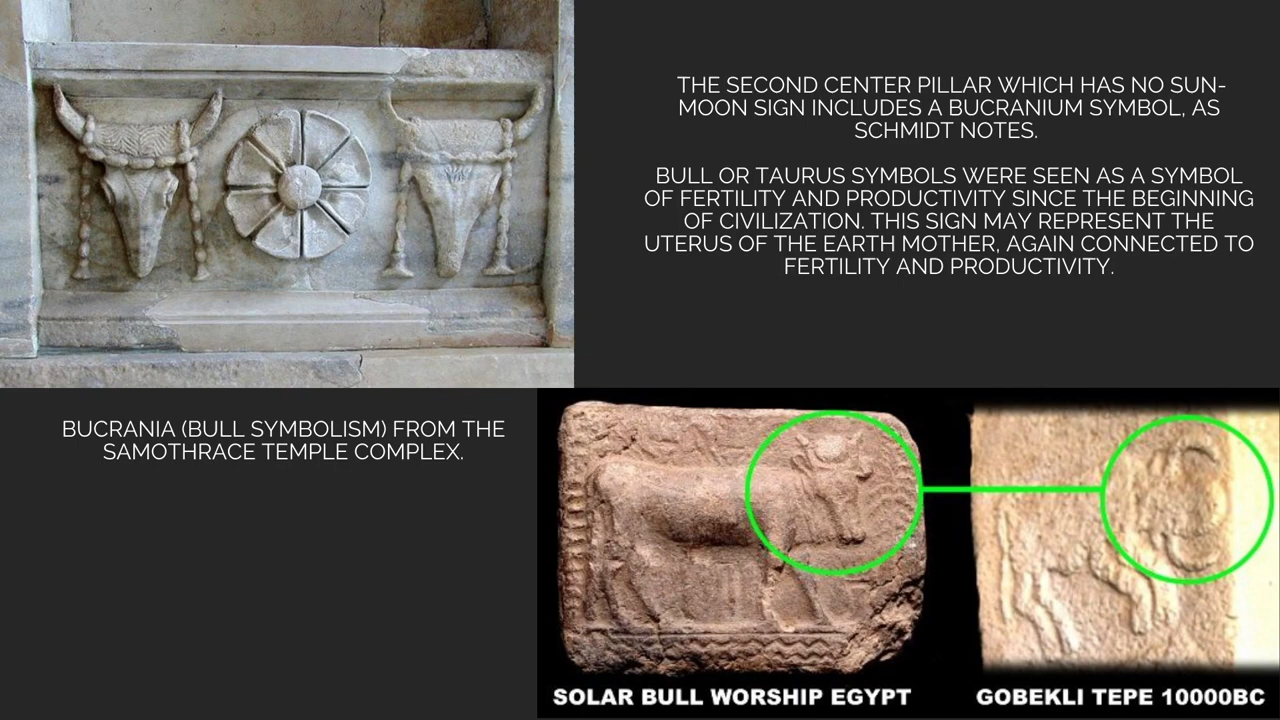 THE SECOND CENTER PILLAR WHICH HAS NO SUN-
MOON SIGN INCLUDES A BUCRANIUM SYMBOL, AS
SCHMIDT NOTES.
BULL OR TAURUS SYMBOLS WERE SEEN AS A SYMBOL
OF FERTILITY AND PRODUCTIVITY SINCE THE BEGINNING
OF CIVILIZATION. THIS SIGN MAY REPRESENT THE
UTERUS OF THE EARTH MOTHER, AGAIN CONNECTED TO
FERTILITY AND PRODUCTIVITY.
BUCRANIA (BULL SYMBOLISM) FROM THE
SAMOTHRACE TEMPLE COMPLEX.
SOLAR BULL WORSHIP EGYPT
GOBEKLI TEPE 10000BC